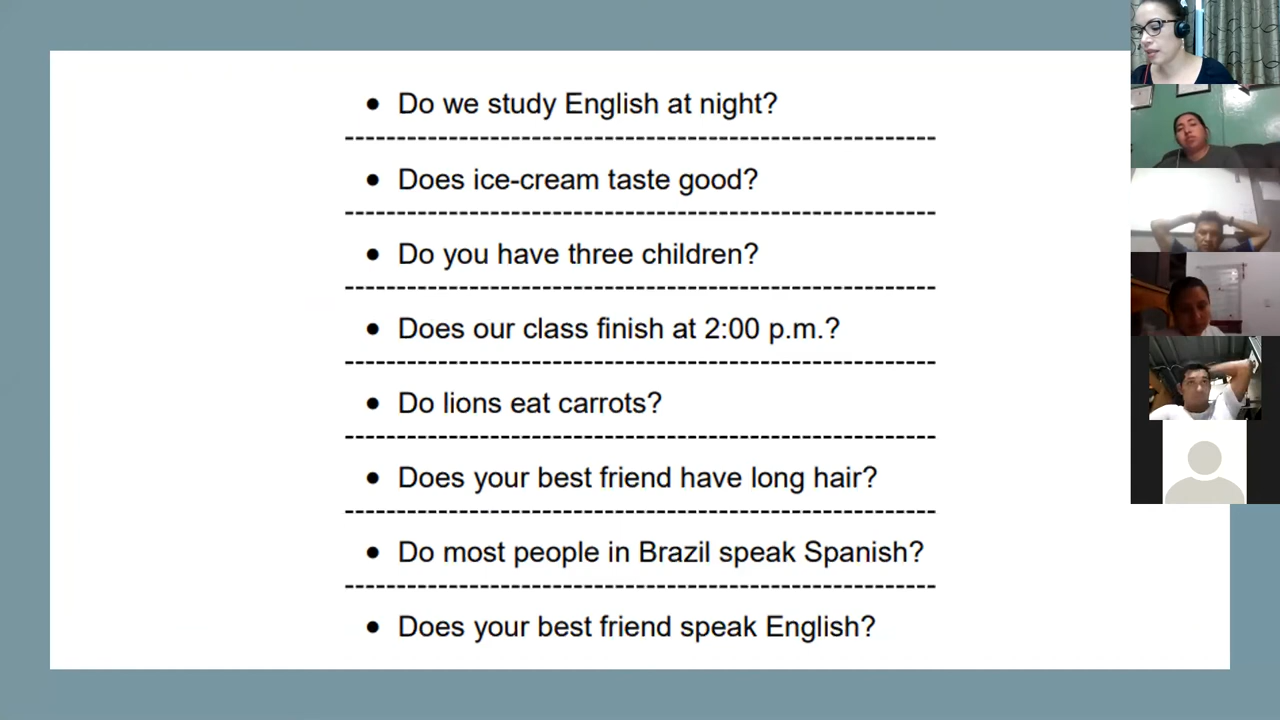 • Do we study English at night?
---------------------------------------------------------
• Does ice-cream taste good?
---------------------------------------------------------
• Do you have three children?
---------------------------------------------------------
• Does our class finish at 2:00 p.m.?
---------------------------------------------------------
• Do lions eat carrots?
---------------------------------------------------------
• Does your best friend have long hair?
---------------------------------------------------------
• Do most people in Brazil speak Spanish?
---------------------------------------------------------
• Does your best friend speak English?